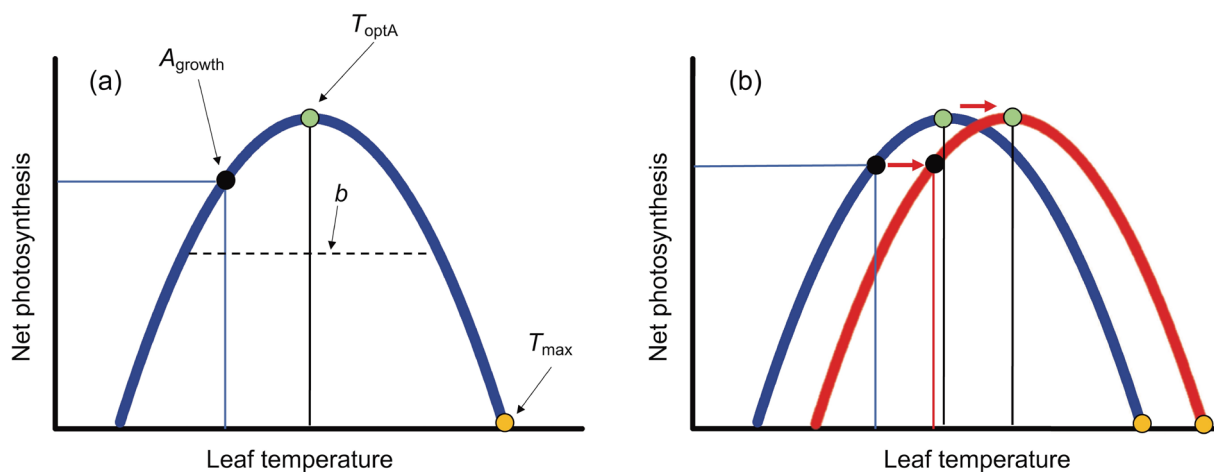 (a)
T_optA
A_growth
b
T_max
Net photosynthesis
Leaf temperature
(b)
Net photosynthesis
Leaf temperature